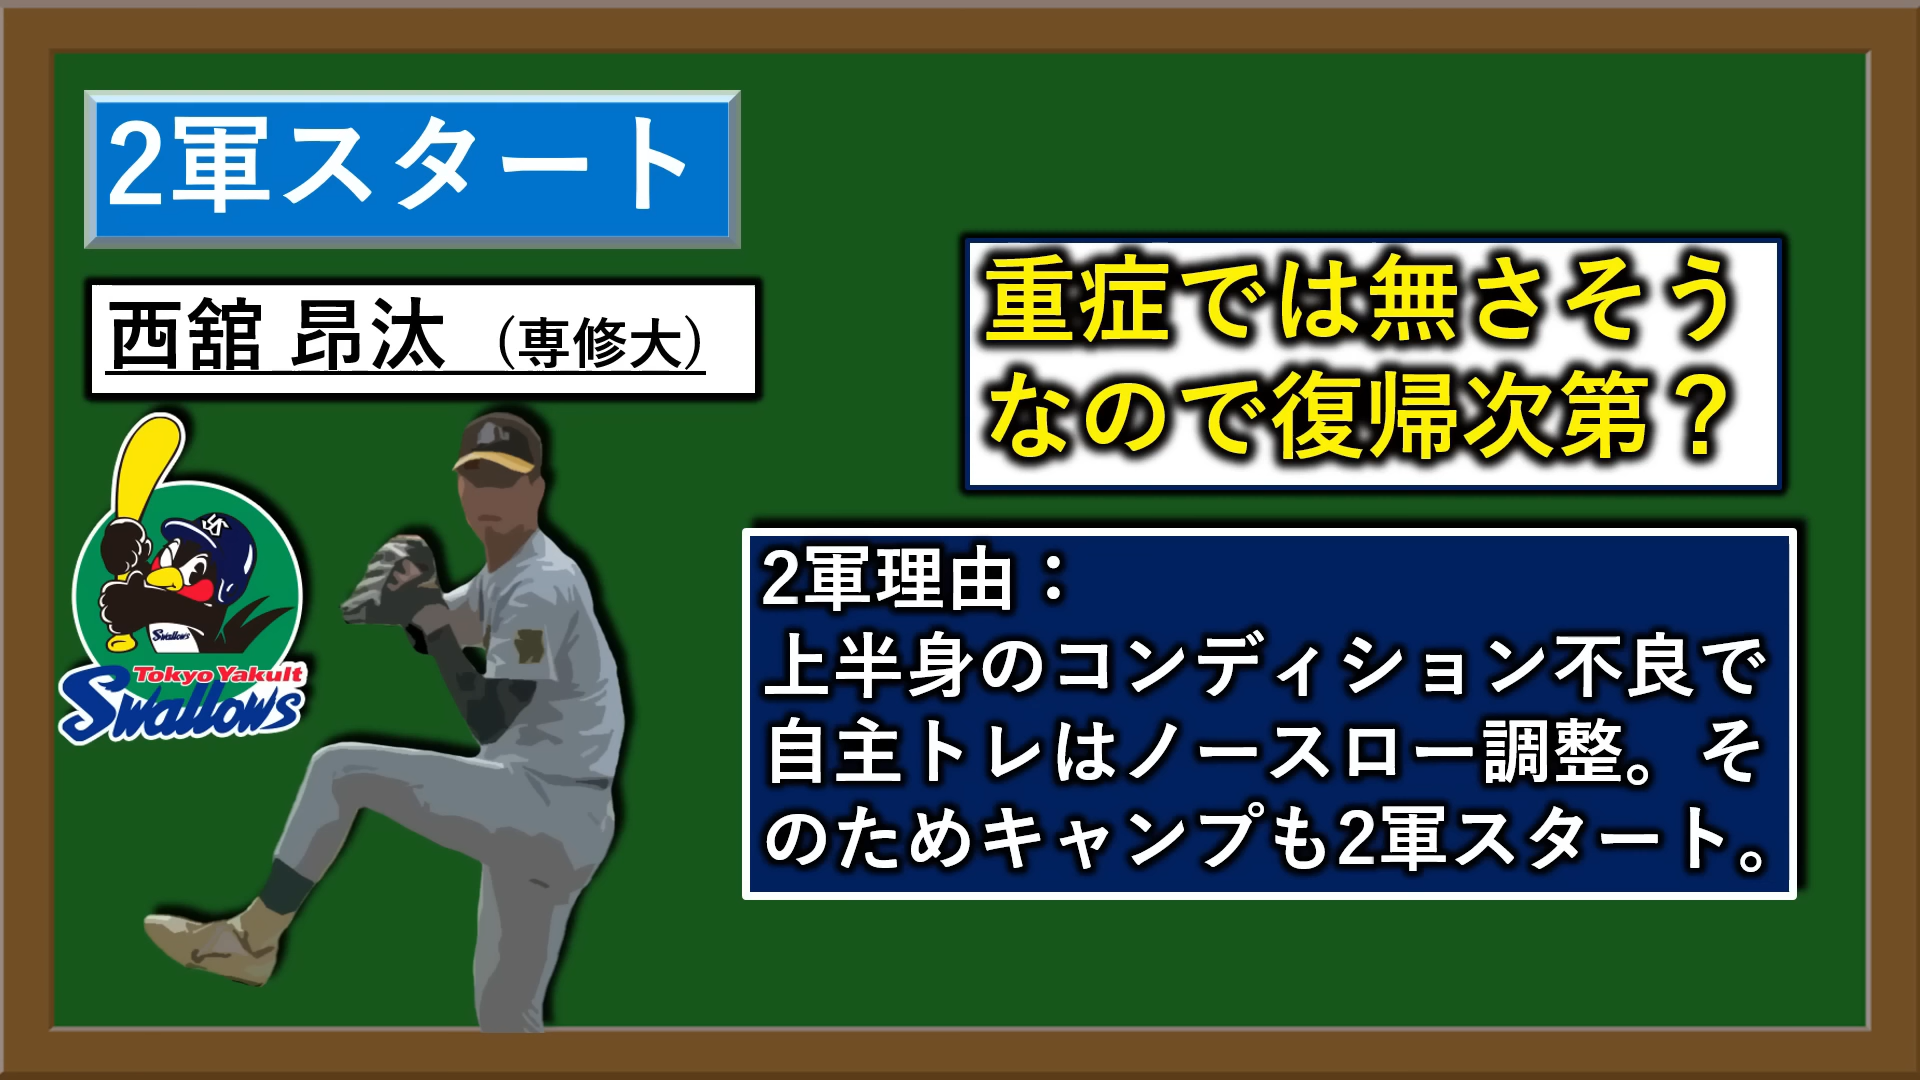 2軍スタート
西舘 昂汰 （専修大）
重症では無さそう
なので復帰次第？
Swallows
Tokyo Yakult
Swallows
2軍理由：
上半身のコンディション不良で
自主トレはノースロー調整。そ
のためキャンプも2軍スタート。